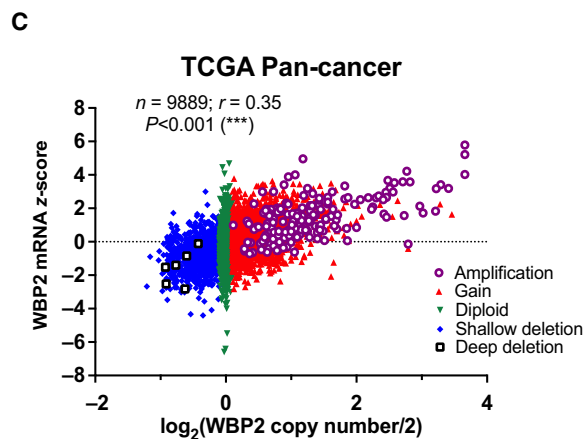 C
TCGA Pan-cancer
n = 9889; r = 0.35
P<0.001 (***)
8
6
4
2
0
−2
−4
−6
−8
WBP2 mRNA z-score
Amplification
Gain
Diploid
Shallow deletion
Deep deletion
−2 0 2 4
log2(WBP2 copy number/2)